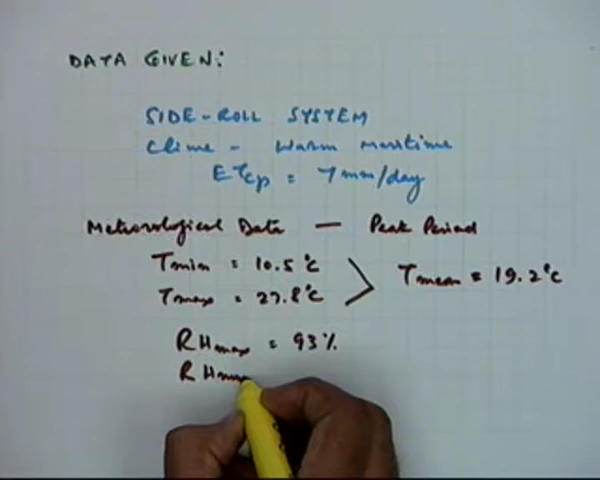 DATA GIVEN:
SIDE-ROLL SYSTEM
Clime - Warm Maritime
ETcp = 7mm/day
Meteorological Data — Peak Period
Tmin = 10.5°C
Tmax = 27.8°C
Tmean = 19.2°C
RHmax = 93%
RH